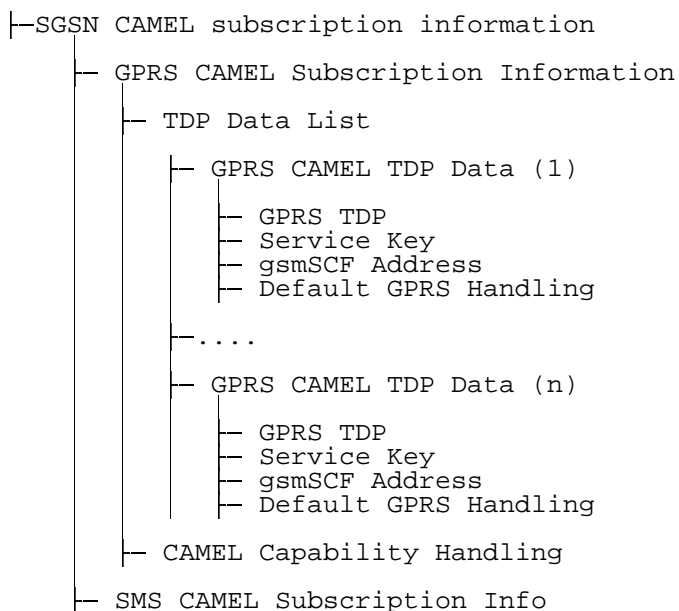 SGSN CAMEL subscription information
GPRS CAMEL Subscription Information
TDP Data List
GPRS CAMEL TDP Data (1)
GPRS TDP
Service Key
gsmSCF Address
Default GPRS Handling
....
GPRS CAMEL TDP Data (n)
GPRS TDP
Service Key
gsmSCF Address
Default GPRS Handling
CAMEL Capability Handling
SMS CAMEL Subscription Info